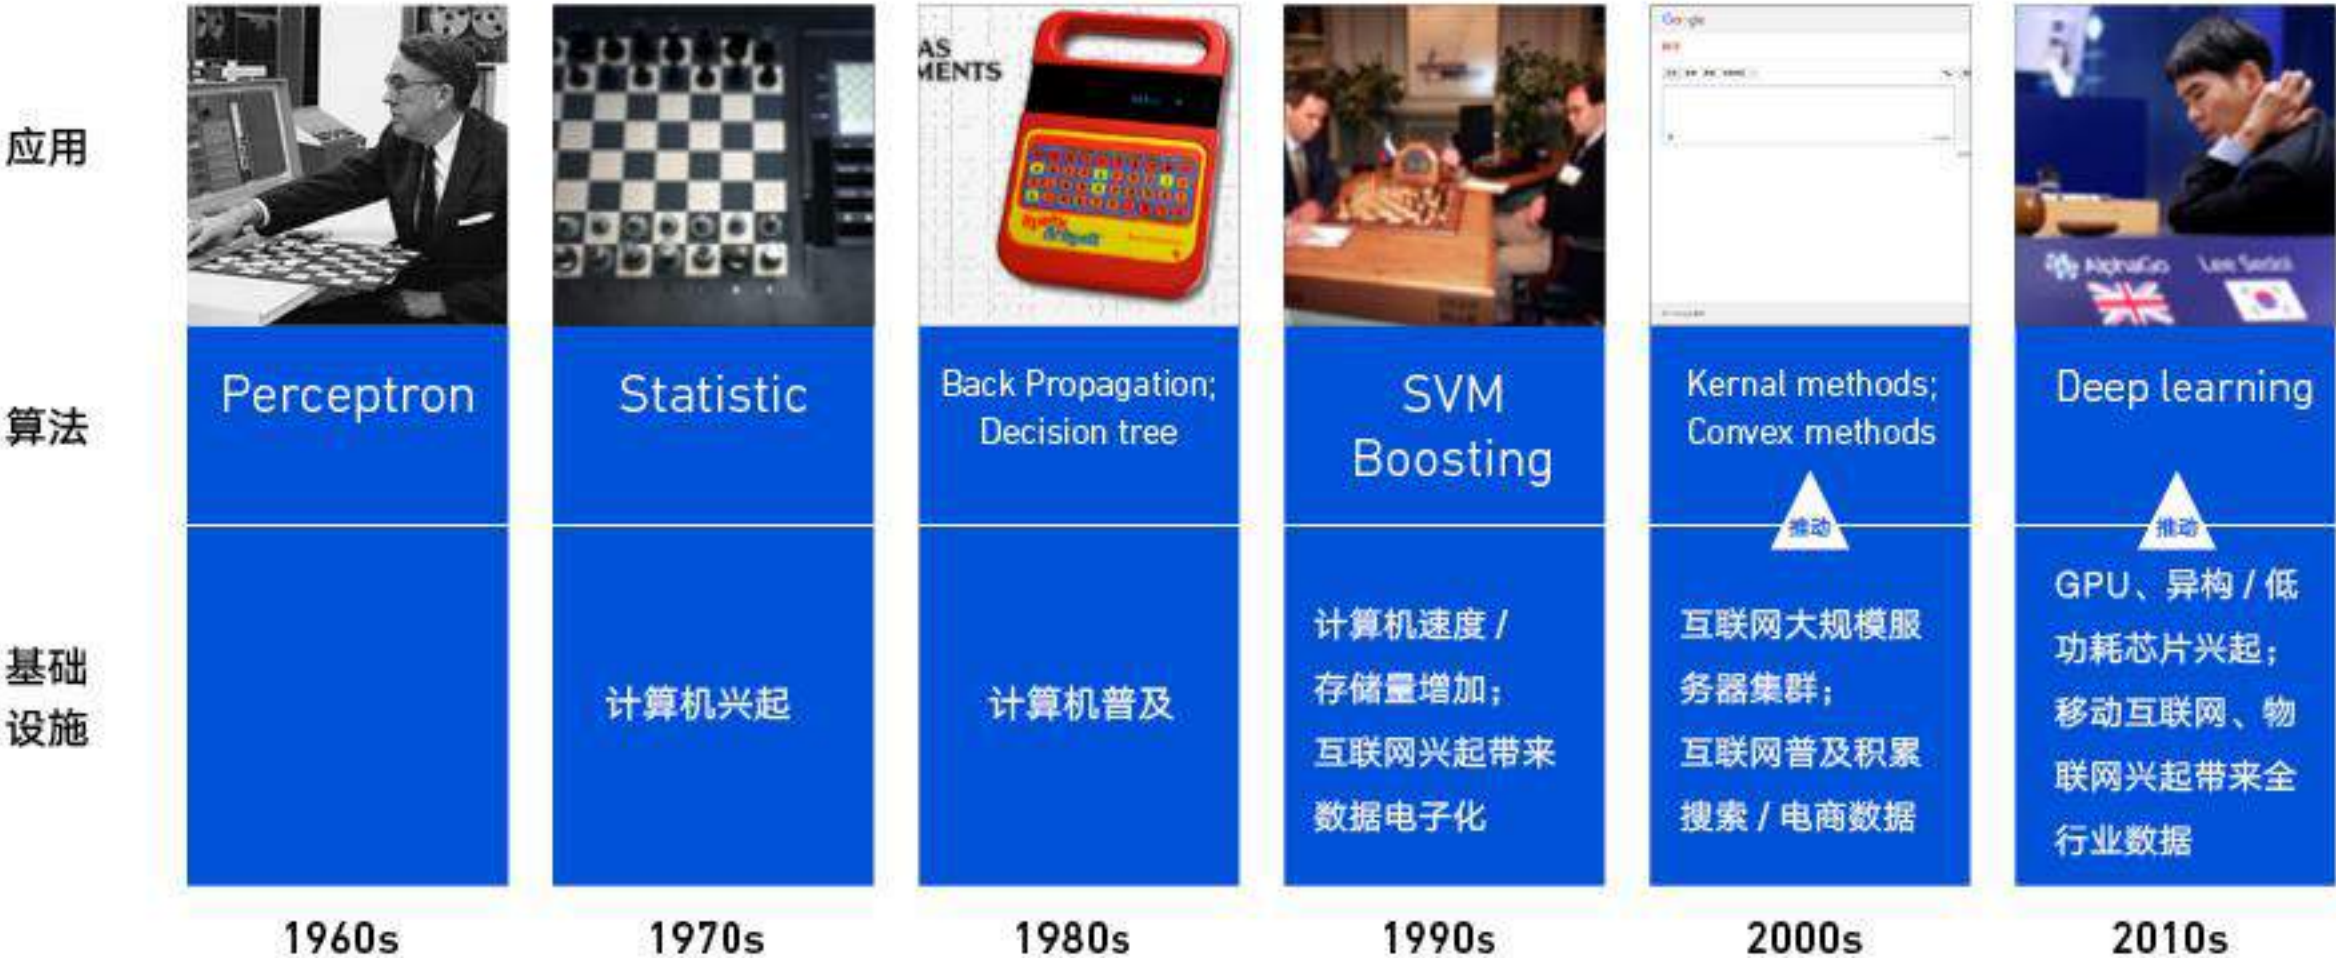 应用
AS
MENTS
Google
AlphaGo
Lee Sedol
算法
Perceptron
Statistic
Back Propagation;
Decision tree
SVM
Boosting
Kernal methods;
Convex methods
Deep learning
推动
推动
基础
设施
计算机兴起
计算机普及
计算机速度 /
存储量增加；
互联网兴起带来
数据电子化
互联网大规模服
务器集群；
互联网普及积累
搜索 / 电商数据
GPU、异构 / 低
功耗芯片兴起；
移动互联网、物
联网兴起带来全
行业数据
1960s
1970s
1980s
1990s
2000s
2010s